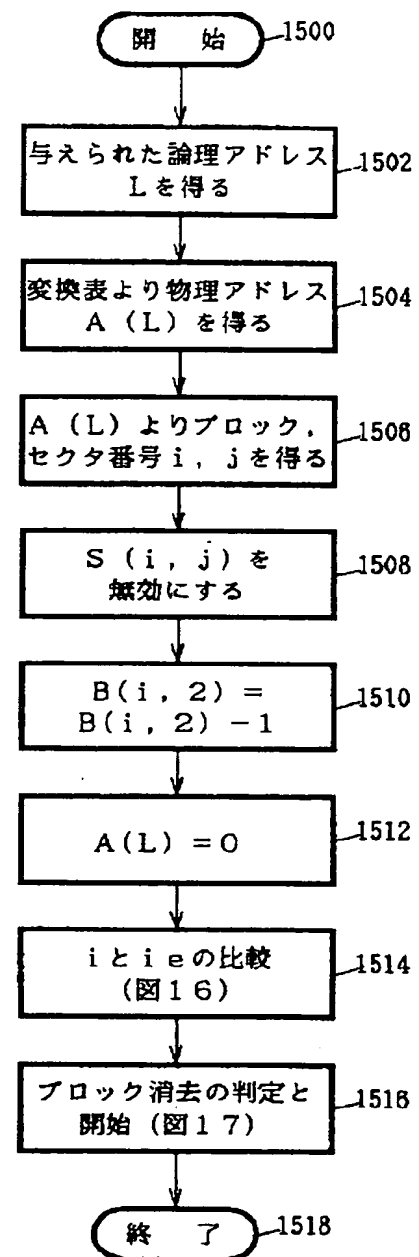 開 始
1500
与えられた論理アドレス
Lを得る
1502
変換表より物理アドレス
A (L) を得る
1504
A (L) よりブロック,
セクタ番号 i, j を得る
1506
S (i, j) を
無効にする
1508
B(i, 2) =
B(i, 2) -1
1510
A(L) =0
1512
i と i e の比較
(図16)
1514
ブロック消去の判定と
開始 (図17)
1516
終 了
1518